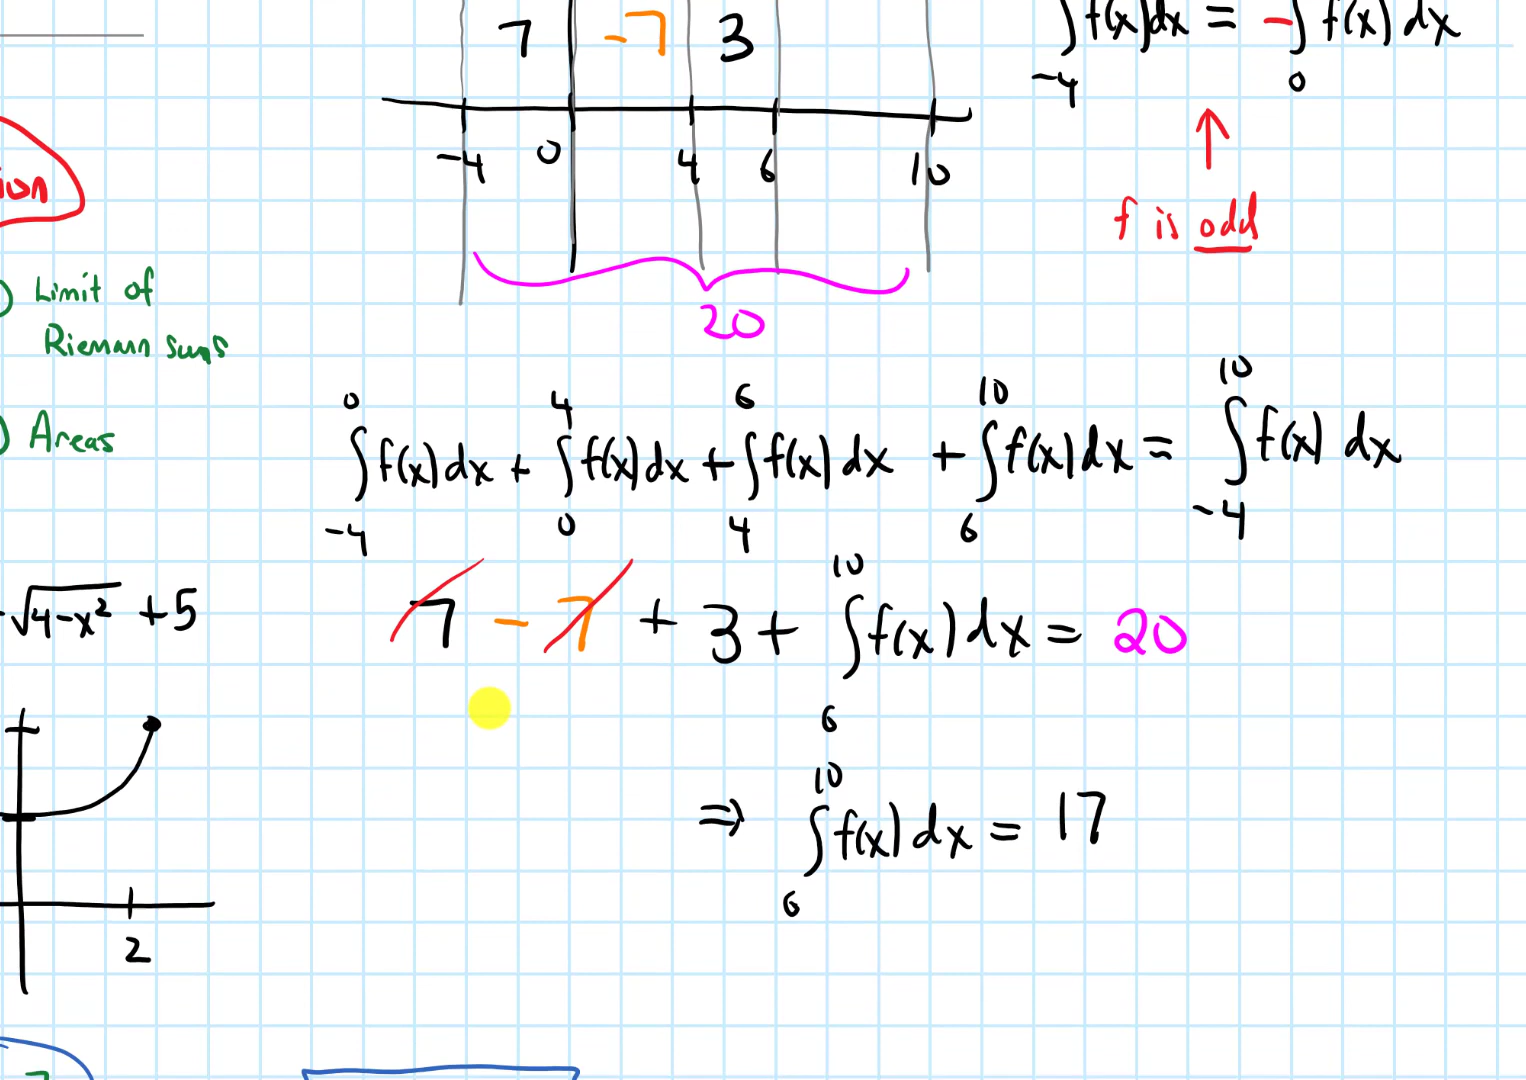 7 -7 3
∫_{-4} f(x)dx = -∫_{0} f(x) dx
-4 0 4 6 10
f is odd
20
Limit of
Riemann sums
Areas
∫_{-4}^{0} f(x)dx + ∫_{0}^{4} f(x)dx + ∫_{4}^{6} f(x)dx + ∫_{6}^{10} f(x)dx = ∫_{-4}^{10} f(x) dx
√(4-x²) +5
7 - 7 + 3 + ∫_{6}^{10} f(x)dx = 20
⇒ ∫_{6}^{10} f(x)dx = 17
2